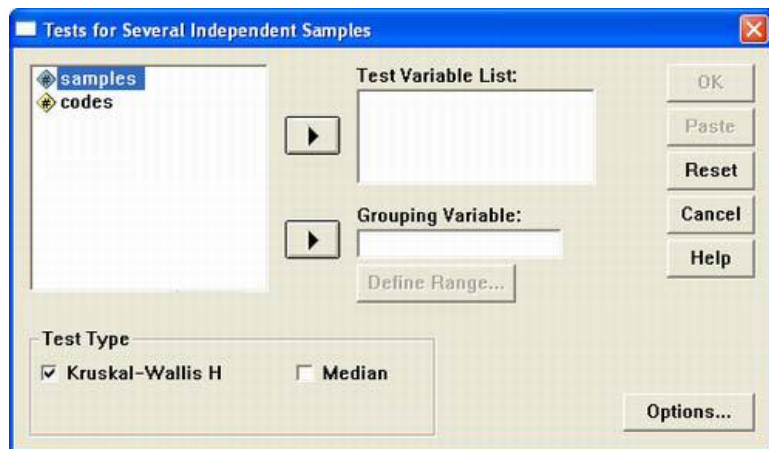 Tests for Several Independent Samples
samples
codes
Test Variable List:
Grouping Variable:
Define Range...
OK
Paste
Reset
Cancel
Help
Test Type
Kruskal-Wallis H
Median
Options...